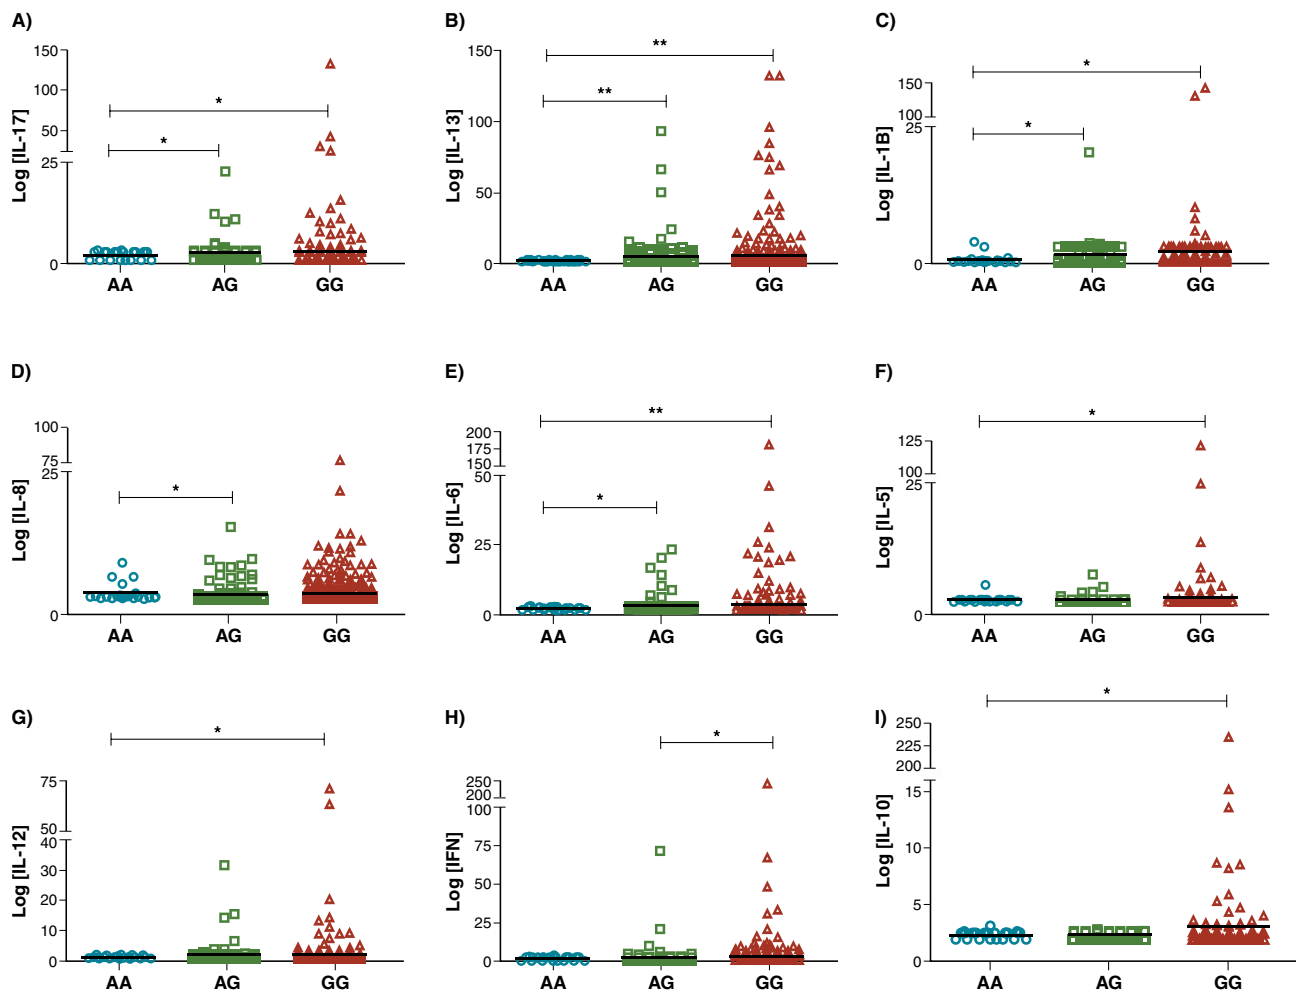 A)
Log [IL-17]
150
100
50
25
0
*
*
AA AG GG
B)
Log [IL-13]
150
100
50
0
**
**
AA AG GG
C)
Log [IL-1B]
150
100
25
0
*
*
AA AG GG
D)
Log [IL-8]
100
75
25
0
*
AA AG GG
E)
Log [IL-6]
200
175
150
50
25
0
**
*
AA AG GG
F)
Log [IL-5]
125
100
25
0
*
AA AG GG
G)
Log [IL-12]
75
50
40
30
20
10
0
*
AA AG GG
H)
Log [IFN]
250
200
100
75
50
25
0
*
AA AG GG
I)
Log [IL-10]
250
225
200
15
10
5
0
*
AA AG GG